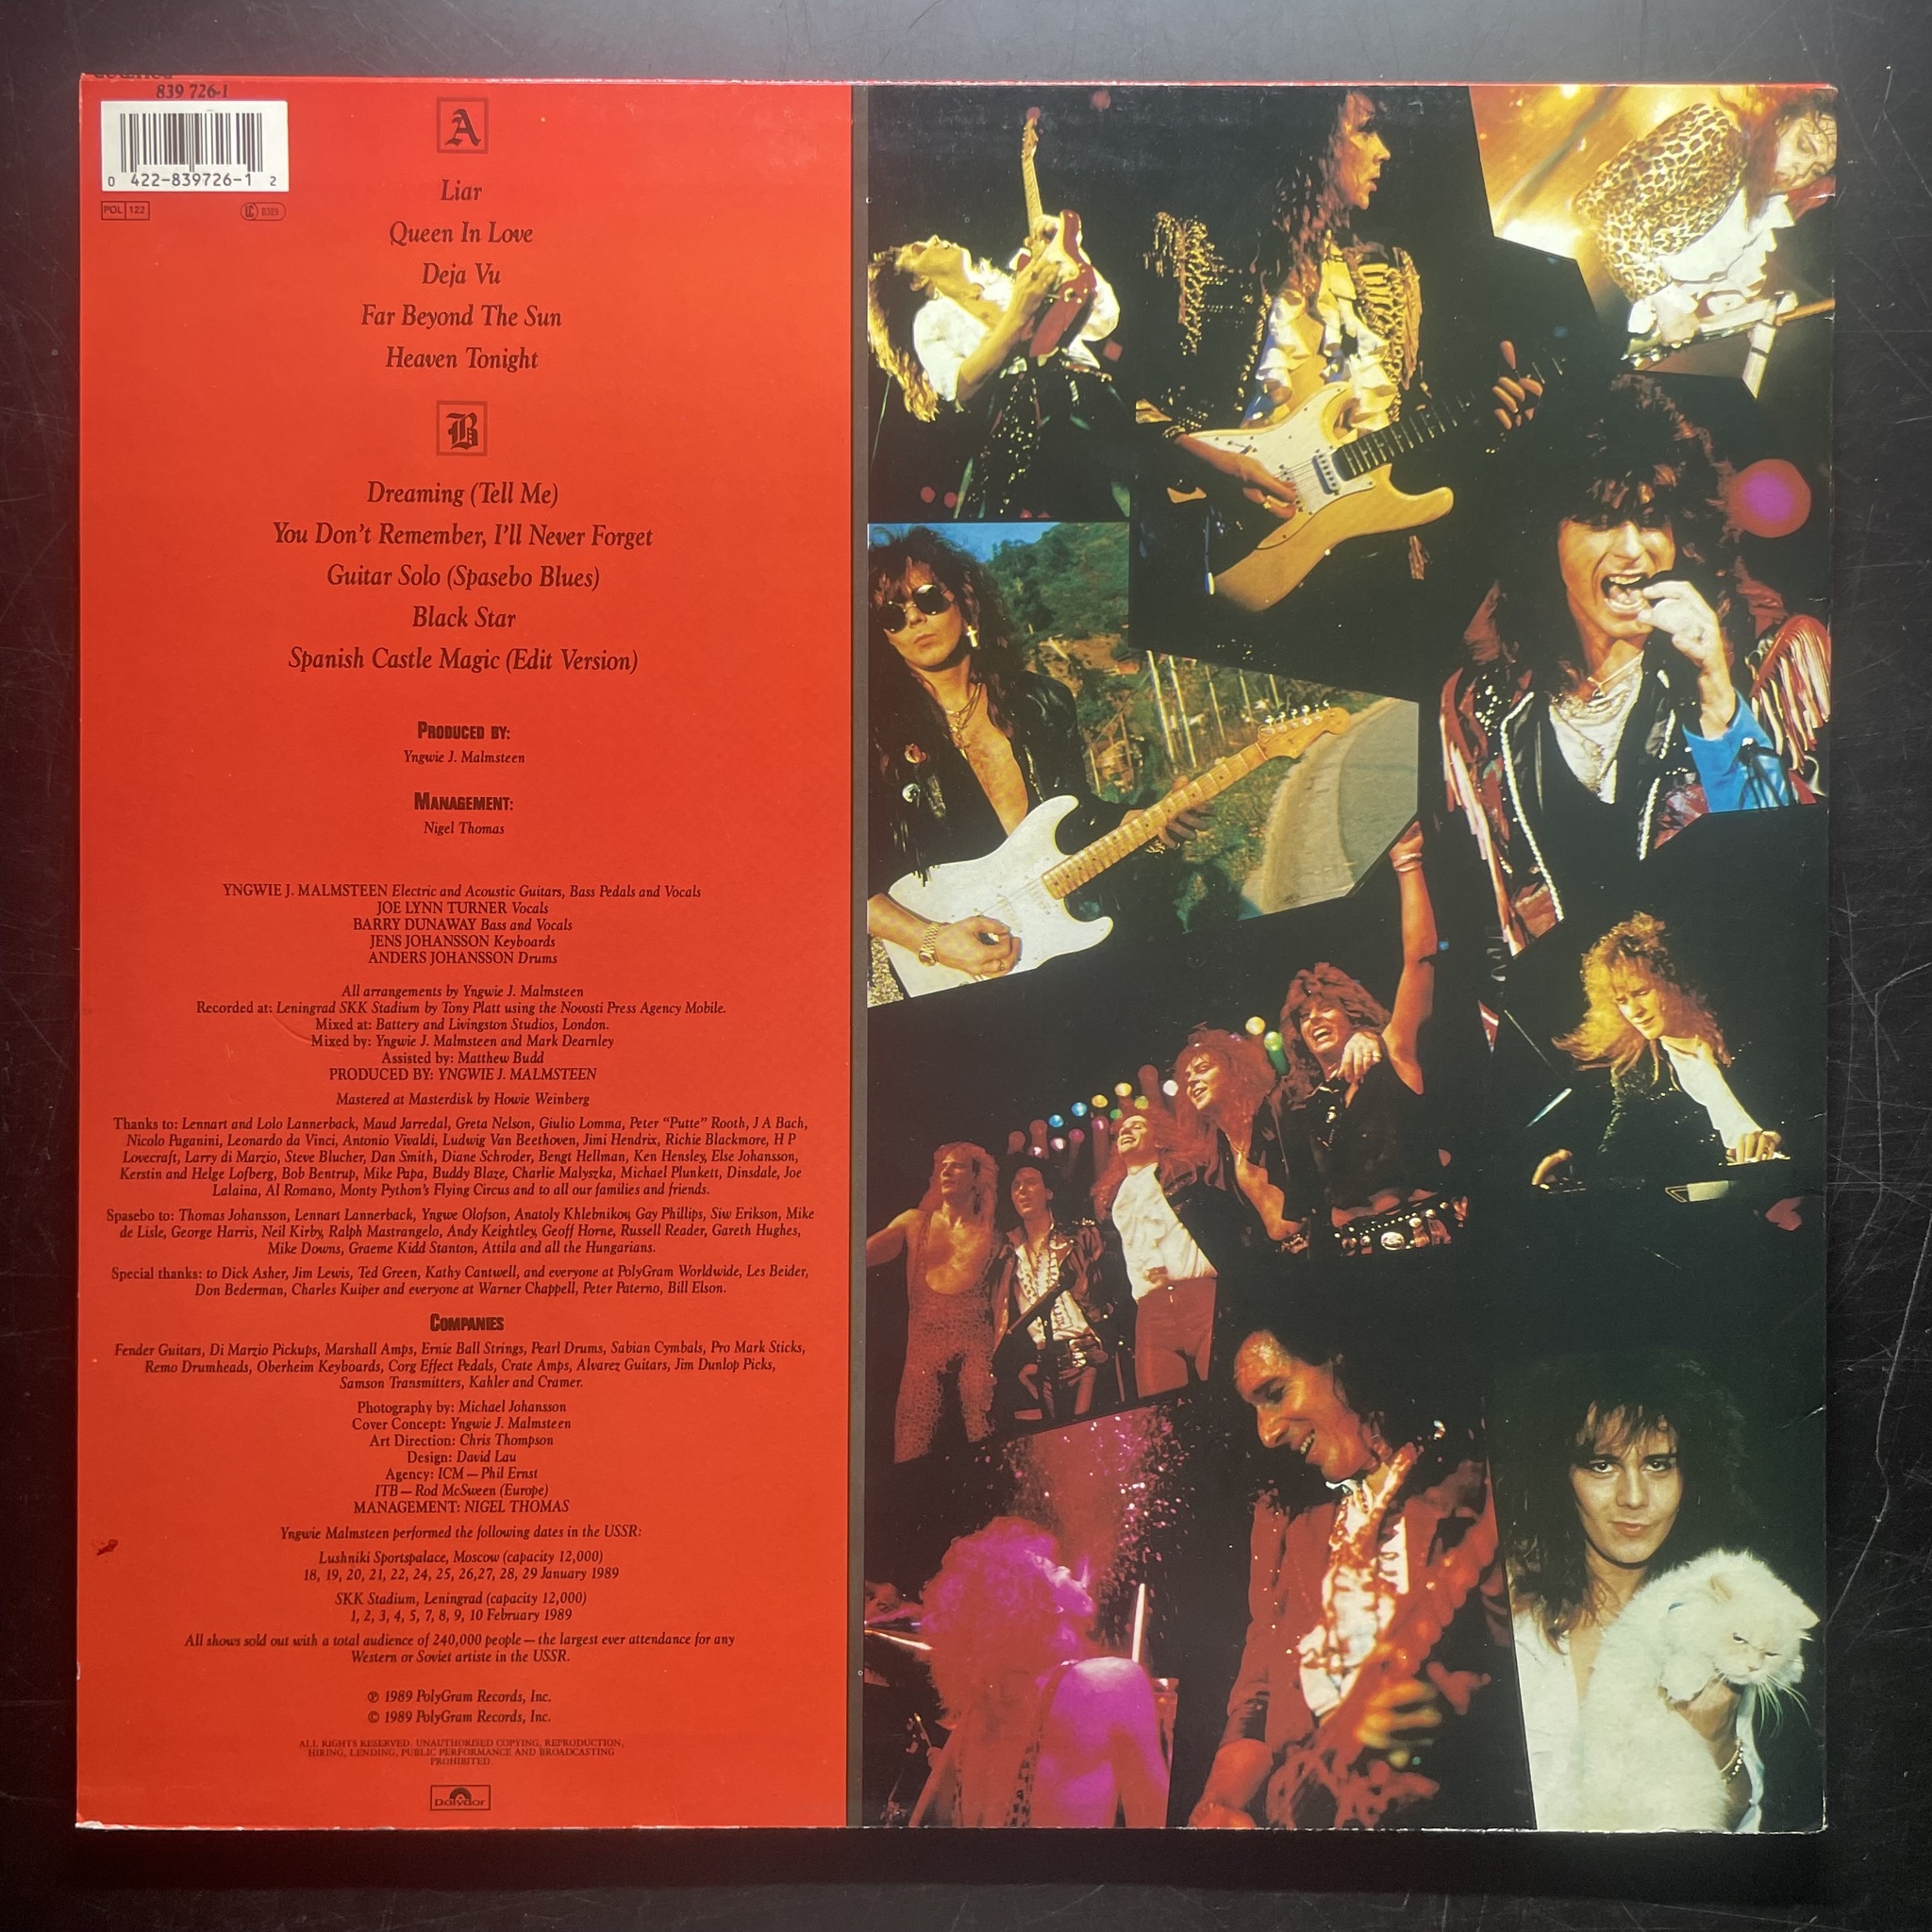 839 726-1
0 422-839726-1 2
POL 122
LC 0309
A
Liar
Queen In Love
Deja Vu
Far Beyond The Sun
Heaven Tonight
B
Dreaming (Tell Me)
You Don't Remember, I'll Never Forget
Guitar Solo (Spasebo Blues)
Black Star
Spanish Castle Magic (Edit Version)
PRODUCED BY:
Yngwie J. Malmsteen
MANAGEMENT:
Nigel Thomas
YNGWIE J. MALMSTEEN Electric and Acoustic Guitars, Bass Pedals and Vocals
JOE LYNN TURNER Vocals
BARRY DUNAWAY Bass and Vocals
JENS JOHANSSON Keyboards
ANDERS JOHANSSON Drums
All arrangements by Yngwie J. Malmsteen
Recorded at: Leningrad SKK Stadium by Tony Platt using the Novosti Press Agency Mobile.
Mixed at: Battery and Livingston Studios, London.
Mixed by: Yngwie J. Malmsteen and Mark Dearnley
Assisted by: Matthew Budd
PRODUCED BY: YNGWIE J. MALMSTEEN
Mastered at Masterdisk by Howie Weinberg
Thanks to: Lennart and Lolo Lannerback, Maud Jarredal, Greta Nelson, Giulio Lomma, Peter "Putte" Rooth, J A Bach,
Nicolo Paganini, Leonardo da Vinci, Antonio Vivaldi, Ludwig Van Beethoven, Jimi Hendrix, Richie Blackmore, H P
Lovecraft, Larry di Marzio, Steve Blucher, Dan Smith, Diane Schroder, Bengt Hellman, Ken Hensley, Else Johansson,
Kerstin and Helge Lofberg, Bob Bentrup, Mike Papa, Buddy Blaze, Charlie Malyszka, Michael Plunkett, Dinsdale, Joe
Lalaina, Al Romano, Monty Python's Flying Circus and to all our families and friends.
Spasebo to: Thomas Johansson, Lennart Lannerback, Yngwe Olofson, Anatoly Khlebnikov, Gay Phillips, Siw Erikson, Mike
de Lisle, George Harris, Neil Kirby, Ralph Mastrangelo, Andy Keightley, Geoff Horne, Russell Reader, Gareth Hughes,
Mike Downs, Graeme Kidd Stanton, Attila and all the Hungarians.
Special thanks: to Dick Asher, Jim Lewis, Ted Green, Kathy Cantwell, and everyone at PolyGram Worldwide, Les Beider,
Don Bederman, Charles Kuiper and everyone at Warner Chappell, Peter Paterno, Bill Elson.
COMPANIES
Fender Guitars, Di Marzio Pickups, Marshall Amps, Ernie Ball Strings, Pearl Drums, Sabian Cymbals, Pro Mark Sticks,
Remo Drumheads, Oberheim Keyboards, Corg Effect Pedals, Crate Amps, Alvarez Guitars, Jim Dunlop Picks,
Samson Transmitters, Kahler and Cramer.
Photography by: Michael Johansson
Cover Concept: Yngwie J. Malmsteen
Art Direction: Chris Thompson
Design: David Lau
Agency: ICM — Phil Ernst
ITB — Rod McSween (Europe)
MANAGEMENT: NIGEL THOMAS
Yngwie Malmsteen performed the following dates in the USSR:
Lushniki Sportspalace, Moscow (capacity 12,000)
18, 19, 20, 21, 22, 24, 25, 26,27, 28, 29 January 1989
SKK Stadium, Leningrad (capacity 12,000)
1, 2, 3, 4, 5, 7, 8, 9, 10 February 1989
All shows sold out with a total audience of 240,000 people — the largest ever attendance for any
Western or Soviet artiste in the USSR.
℗ 1989 PolyGram Records, Inc.
© 1989 PolyGram Records, Inc.
ALL RIGHTS RESERVED. UNAUTHORISED COPYING, REPRODUCTION,
HIRING, LENDING, PUBLIC PERFORMANCE AND BROADCASTING
PROHIBITED.
Polydor